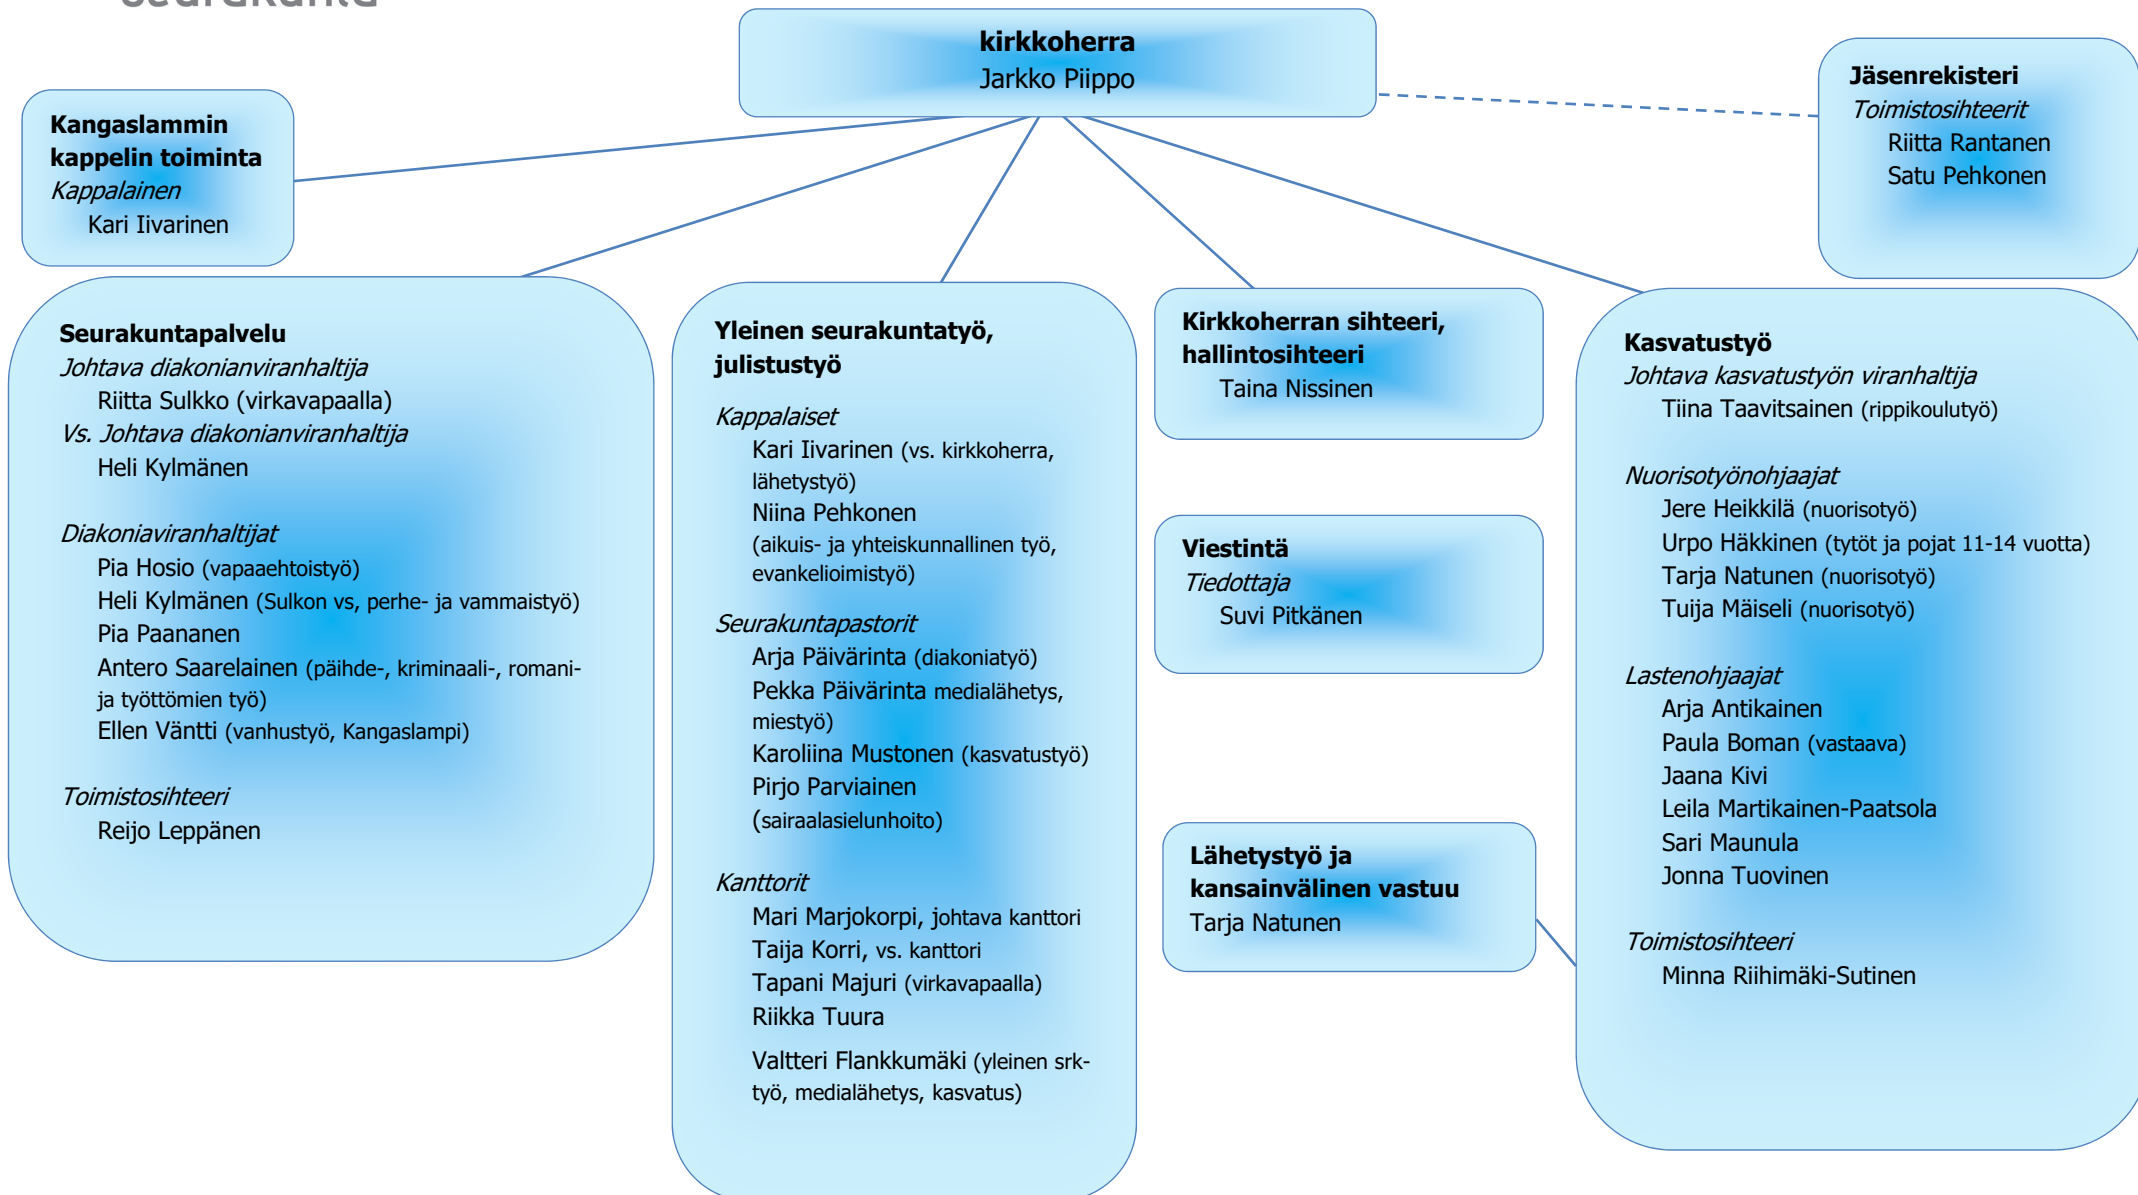 kirkkoherra
Jarkko Piippo
Kangaslammin
kappelin toiminta
Kappalainen
Kari Iivarinen
Jäsenrekisteri
Toimistosihteerit
Riitta Rantanen
Satu Pehkonen
Seurakuntapalvelu
Johtava diakonianviranhaltija
Riitta Sulkko (virkavapaalla)
Vs. Johtava diakonianviranhaltija
Heli Kylmänen
Diakoniaviranhaltijat
Pia Hosio (vapaaehtoistyö)
Heli Kylmänen (Sulkon vs, perhe- ja vammaistyö)
Pia Paananen
Antero Saarelainen (päihde-, kriminaali-, romani-
ja työttömien työ)
Ellen Väntti (vanhustyö, Kangaslampi)
Toimistosihteeri
Reijo Leppänen
Yleinen seurakuntatyö,
julistustyö
Kappalaiset
Kari Iivarinen (vs. kirkkoherra,
lähetystyö)
Niina Pehkonen
(aikuis- ja yhteiskunnallinen työ,
evankelioimistyö)
Seurakuntapastorit
Arja Päivärinta (diakoniatyö)
Pekka Päivärinta medialähetys,
miestyö)
Karoliina Mustonen (kasvatustyö)
Pirjo Parviainen
(sairaalasielunhoito)
Kanttorit
Mari Marjokorpi, johtava kanttori
Taija Korri, vs. kanttori
Tapani Majuri (virkavapaalla)
Riikka Tuura
Valtteri Flankkumäki (yleinen srk-
työ, medialähetys, kasvatus)
Kirkkoherran sihteeri,
hallintosihteeri
Taina Nissinen
Viestintä
Tiedottaja
Suvi Pitkänen
Lähetystyö ja
kansainvälinen vastuu
Tarja Natunen
Kasvatustyö
Johtava kasvatustyön viranhaltija
Tiina Taavitsainen (rippikoulutyö)
Nuorisotyönohjaajat
Jere Heikkilä (nuorisotyö)
Urpo Häkkinen (tytöt ja pojat 11-14 vuotta)
Tarja Natunen (nuorisotyö)
Tuija Mäiseli (nuorisotyö)
Lastenohjaajat
Arja Antikainen
Paula Boman (vastaava)
Jaana Kivi
Leila Martikainen-Paatsola
Sari Maunula
Jonna Tuovinen
Toimistosihteeri
Minna Riihimäki-Sutinen